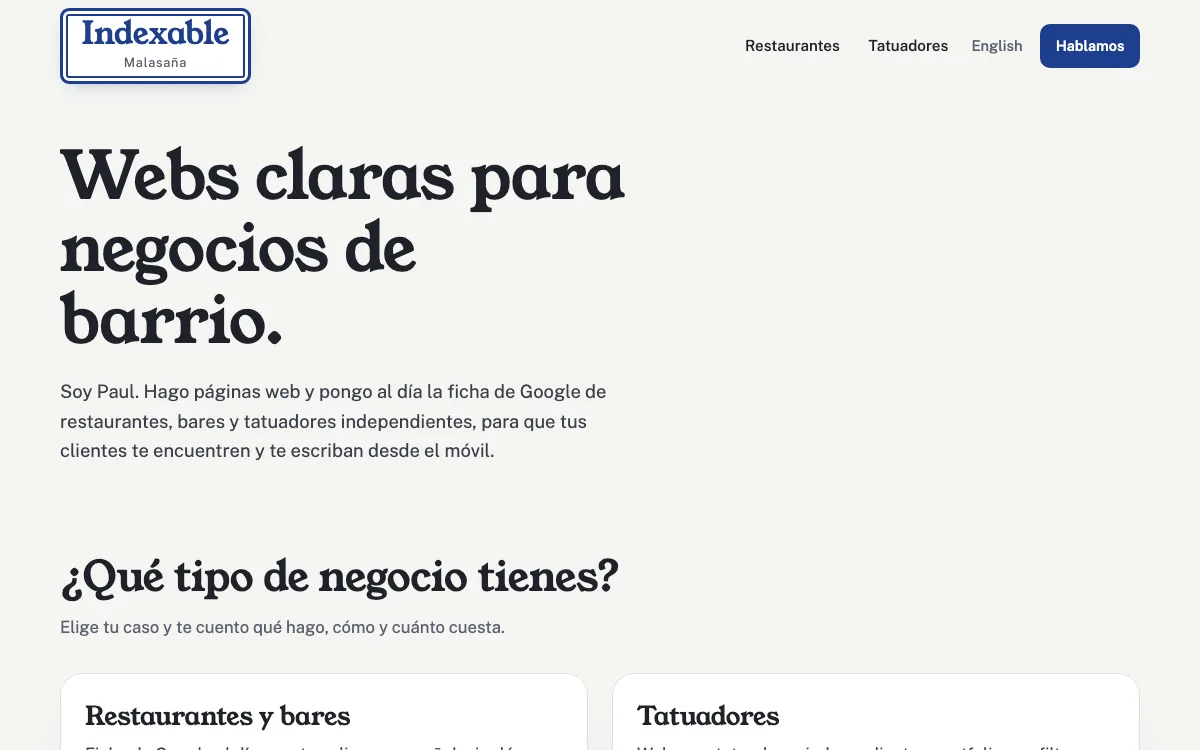 Indexable
Malasaña
Restaurantes
Tatuadores
English
Hablamos
Webs claras para
negocios de
barrio.
Soy Paul. Hago páginas web y pongo al día la ficha de Google de
restaurantes, bares y tatuadores independientes, para que tus
clientes te encuentren y te escriban desde el móvil.
¿Qué tipo de negocio tienes?
Elige tu caso y te cuento qué hago, cómo y cuánto cuesta.
Restaurantes y bares
Tatuadores